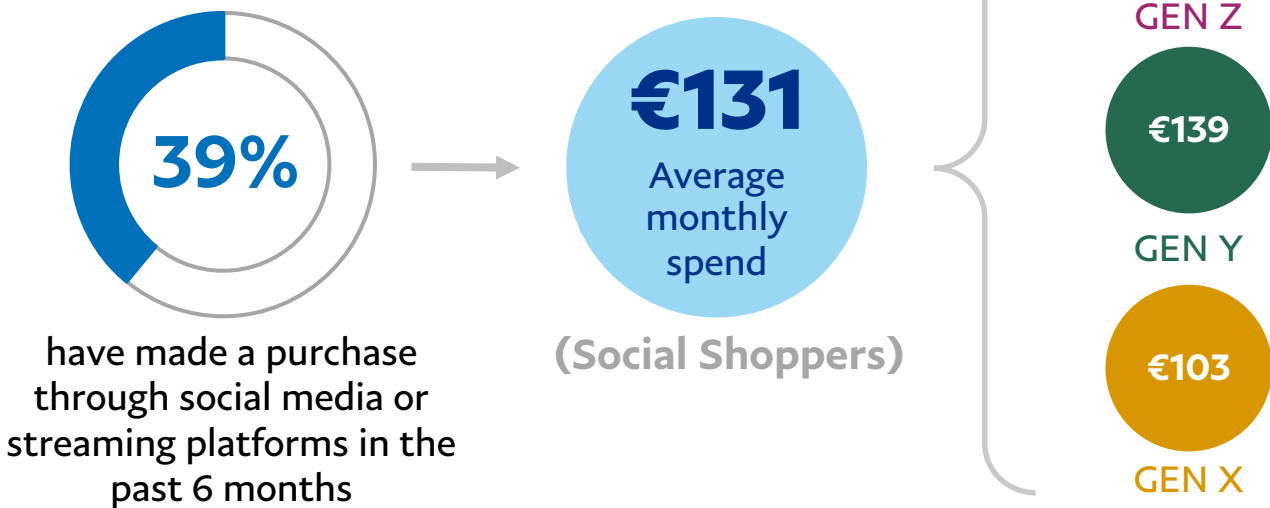 39%
have made a purchase
through social media or
streaming platforms in the
past 6 months
€131
Average
monthly
spend
(Social Shoppers)
GEN Z
€139
GEN Y
€103
GEN X